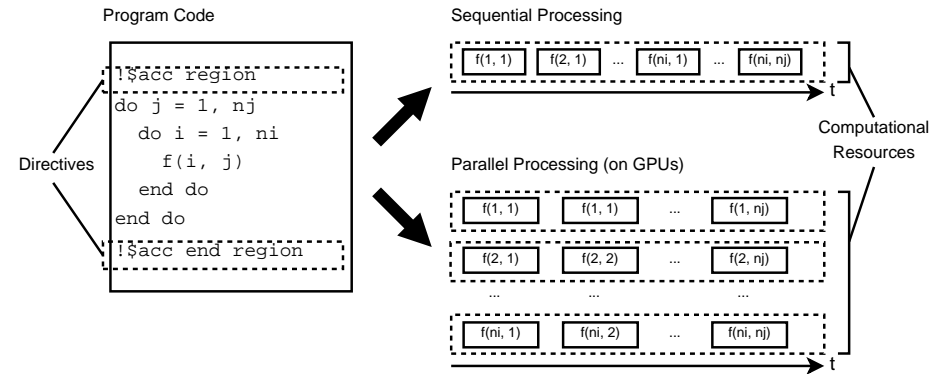 Program Code
!$acc region
do j = 1, nj
do i = 1, ni
f(i, j)
end do
end do
!$acc end region
Directives
Sequential Processing
f(1, 1) f(2, 1) ... f(ni, 1) ... f(ni, nj)
t
Computational
Resources
Parallel Processing (on GPUs)
f(1, 1) f(1, 1) ... f(1, nj)
f(2, 1) f(2, 2) ... f(2, nj)
... ... ...
f(ni, 1) f(ni, 2) ... f(ni, nj)
t